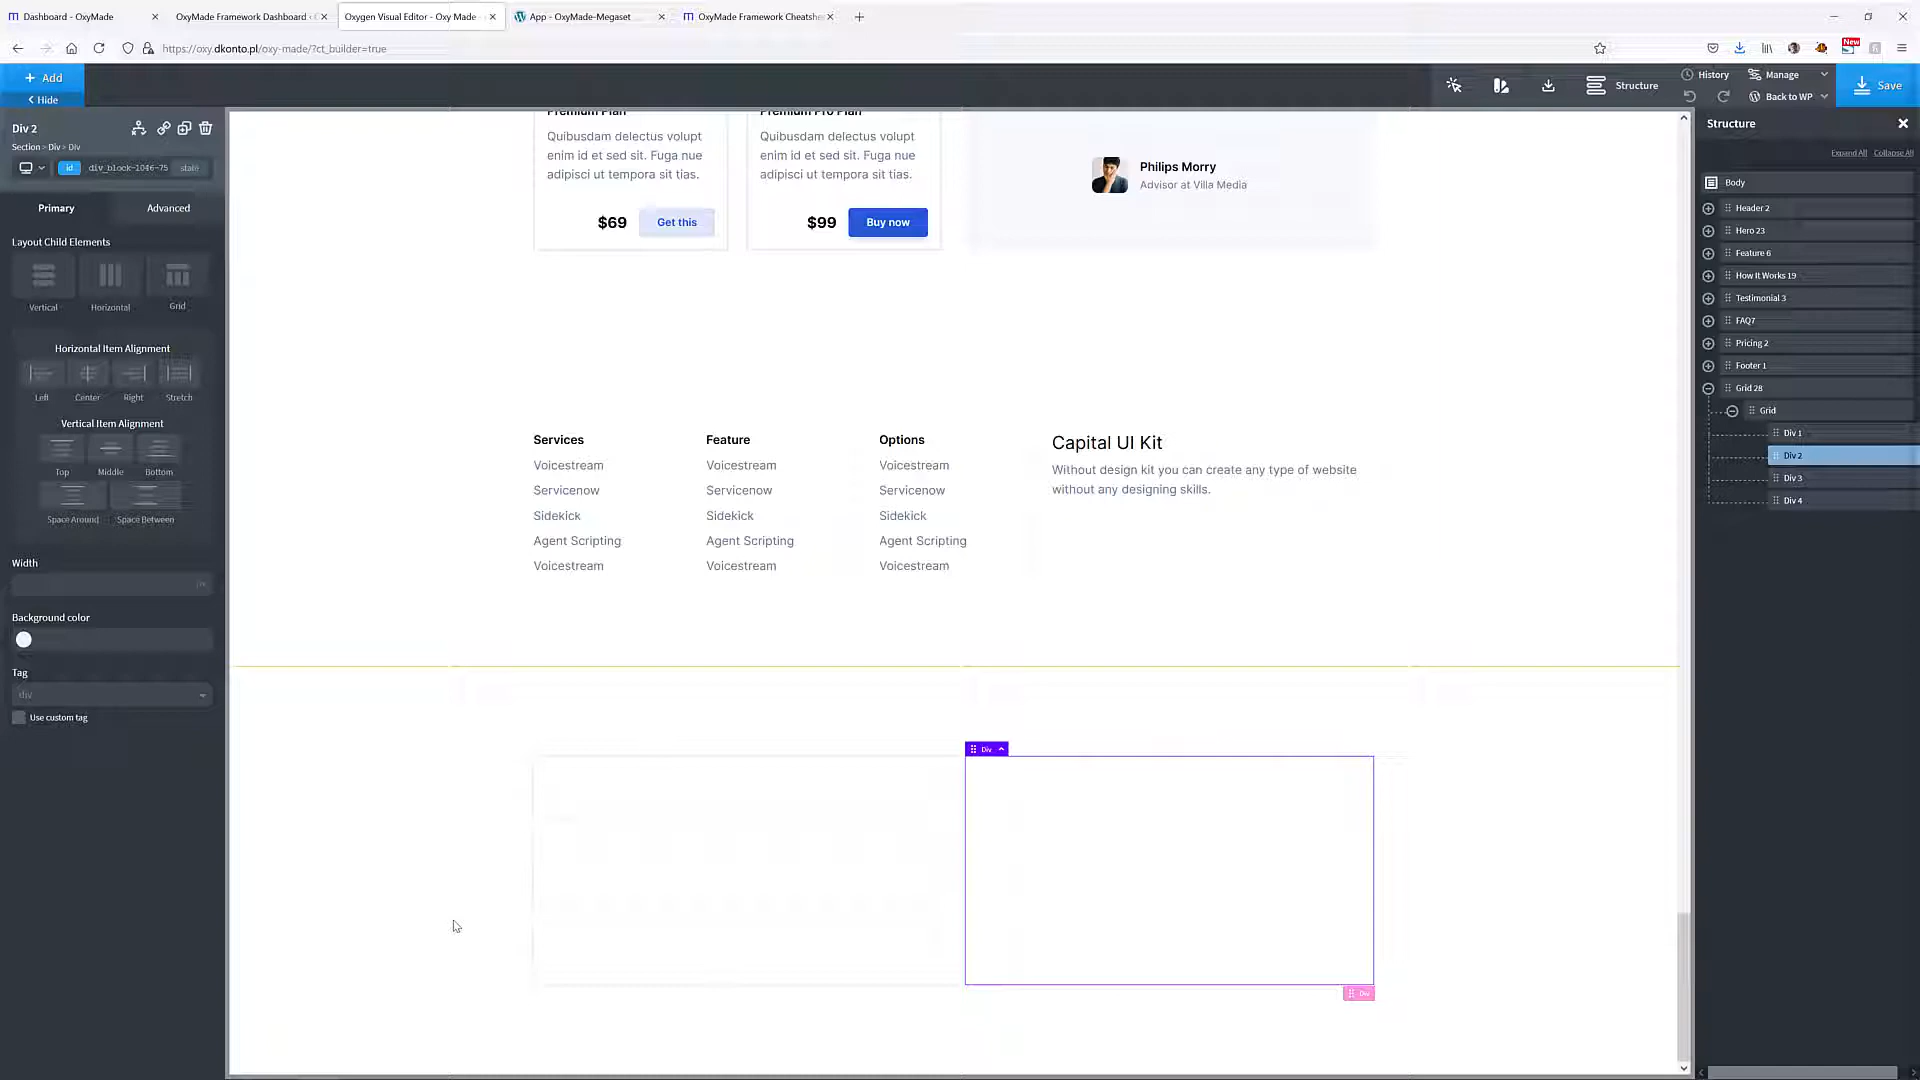 Dashboard - OxyMade
OxyMade Framework Dashboard ‹
Oxygen Visual Editor - Oxy Made
App - OxyMade-Megaset
OxyMade Framework Cheatshe
https://oxy.dkonto.pl/oxy-made/?ct_builder=true
New
+ Add
Hide
Structure
History
Manage
Back to WP
Save
Div 2
Section > Div > Div
id
div_block-1046-75
state
Primary
Advanced
Layout Child Elements
Vertical
Horizontal
Grid
Horizontal Item Alignment
Left
Center
Right
Stretch
Vertical Item Alignment
Top
Middle
Bottom
Space Around
Space Between
Width
px
Background color
Tag
div
Use custom tag
Premium Plan
Quibusdam delectus volupt
enim id et sed sit. Fuga nue
adipisci ut tempora sit tias.
$69
Get this
Premium Pro Plan
Quibusdam delectus volupt
enim id et sed sit. Fuga nue
adipisci ut tempora sit tias.
$99
Buy now
Philips Morry
Advisor at Villa Media
Services
Voicestream
Servicenow
Sidekick
Agent Scripting
Voicestream
Feature
Voicestream
Servicenow
Sidekick
Agent Scripting
Voicestream
Options
Voicestream
Servicenow
Sidekick
Agent Scripting
Voicestream
Capital UI Kit
Without design kit you can create any type of website
without any designing skills.
Div
Div
Structure
Expand All
Collapse All
Body
Header 2
Hero 23
Feature 6
How It Works 19
Testimonial 3
FAQ7
Pricing 2
Footer 1
Grid 28
Grid
Div 1
Div 2
Div 3
Div 4